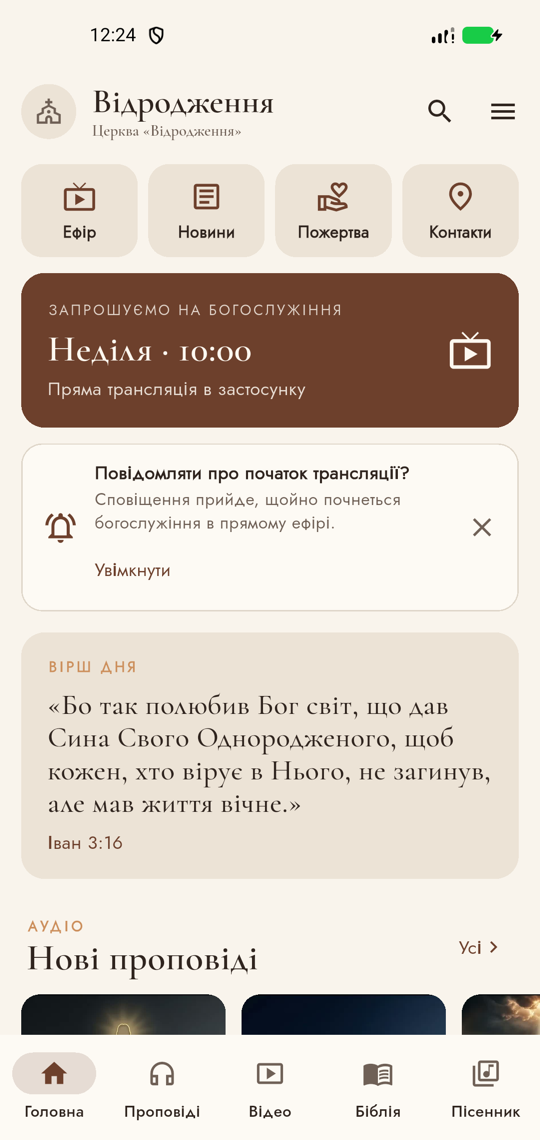 12:24
Відродження
Церква «Відродження»
Ефір
Новини
Пожертва
Контакти
ЗАПРОШУЄМО НА БОГОСЛУЖІННЯ
Неділя · 10:00
Пряма трансляція в застосунку
Повідомляти про початок трансляції?
Сповіщення прийде, щойно почнеться
богослужіння в прямому ефірі.
Увімкнути
ВІРШ ДНЯ
«Бо так полюбив Бог світ, що дав
Сина Свого Однородженого, щоб
кожен, хто вірує в Нього, не загинув,
але мав життя вічне.»
Іван 3:16
АУДІО
Нові проповіді
Усі
Головна
Проповіді
Відео
Біблія
Пісенник